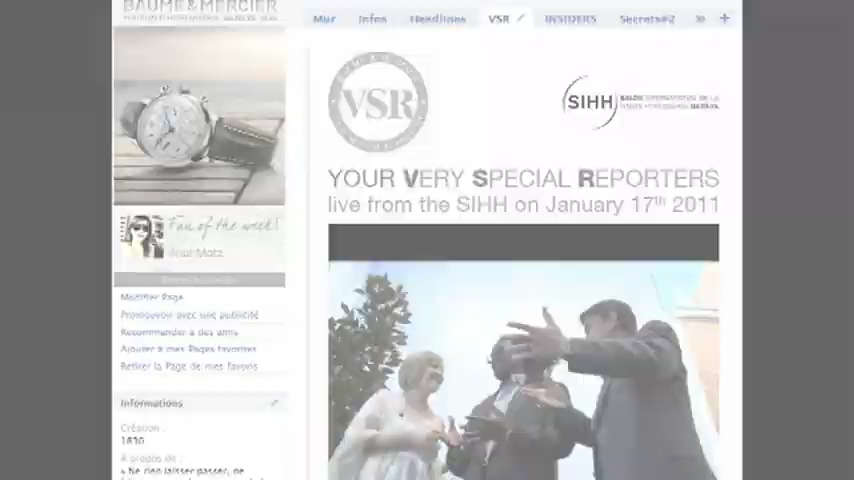 BAUME & MERCIER
Mur Infos Headlines VSR INSIDERS Secrets#2 » +
VSR
SIHH
YOUR VERY SPECIAL REPORTERS
live from the SIHH on January 17th 2011
Fan of the week!
Modifier Page
Promouvoir avec une publicité
Recommander à des amis
Ajouter à mes Pages favorites
Retirer la Page de mes favoris
Informations
Création :
1830
À propos de :
« Ne rien laisser passer, ne